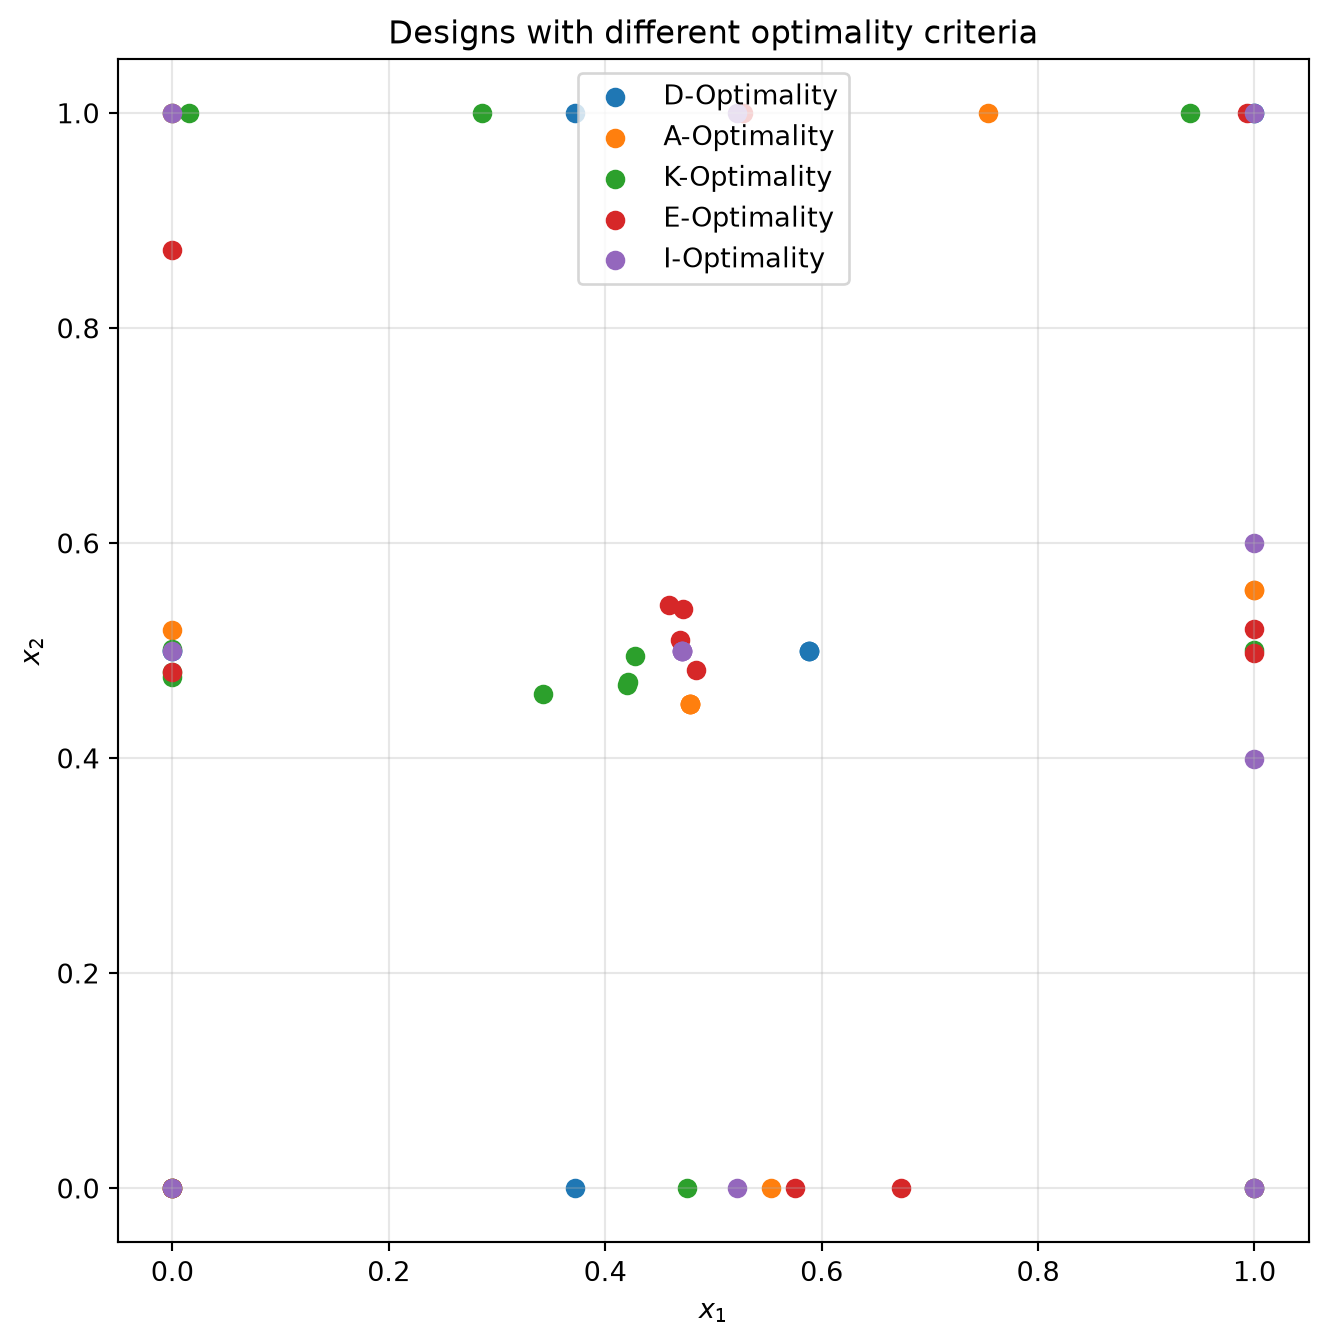 Designs with different optimality criteria
D-Optimality
A-Optimality
K-Optimality
E-Optimality
I-Optimality
1.0
0.8
0.6
0.4
0.2
0.0
x₂
0.0 0.2 0.4 0.6 0.8 1.0
x₁